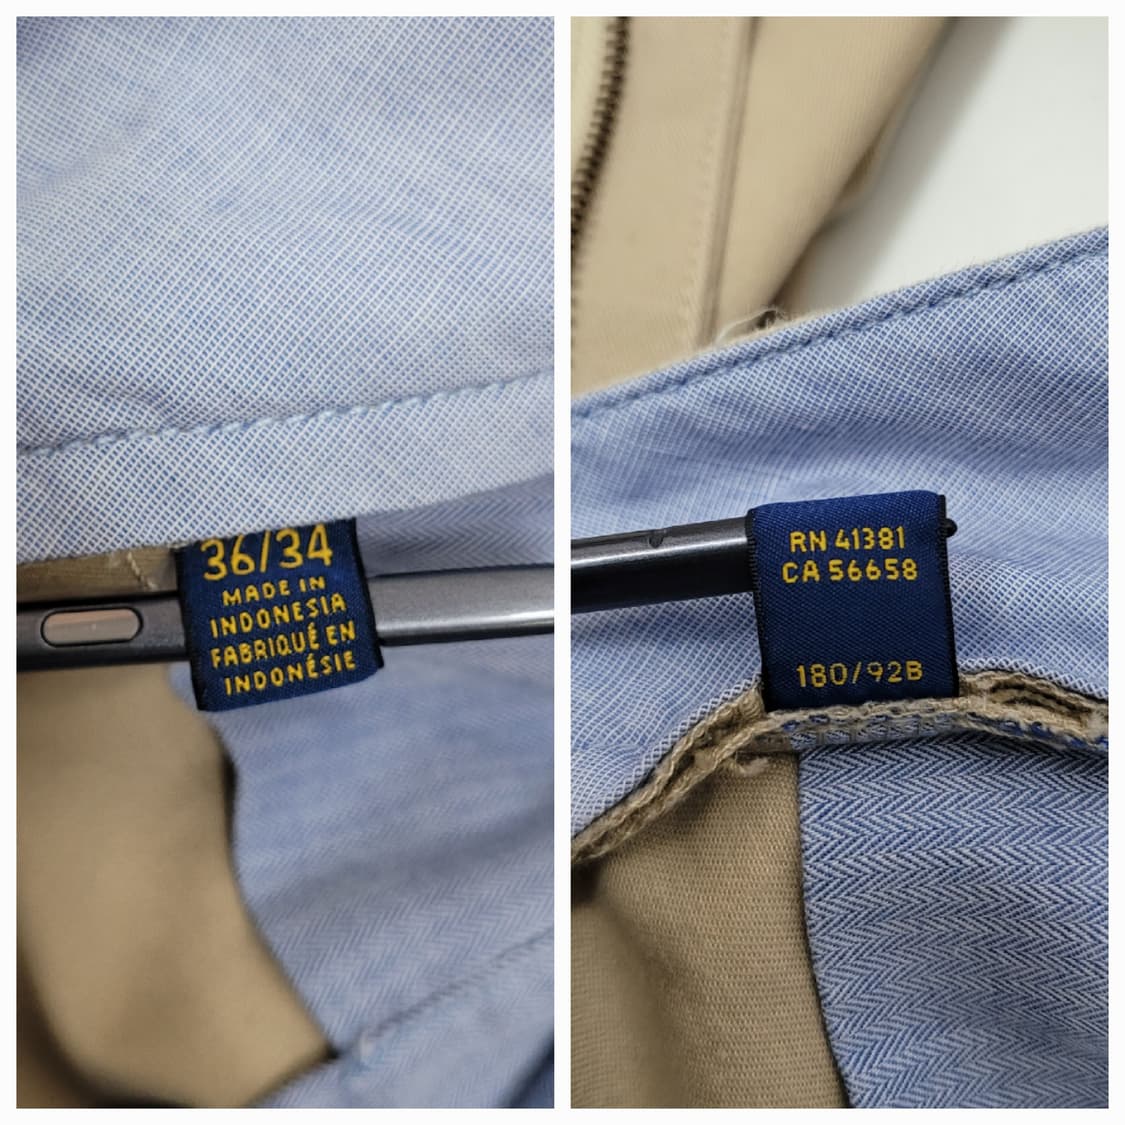 36/34
MADE IN
INDONESIA
FABRIQUÉ EN
INDONÉSIE
RN 41381
CA 56658
180/92B